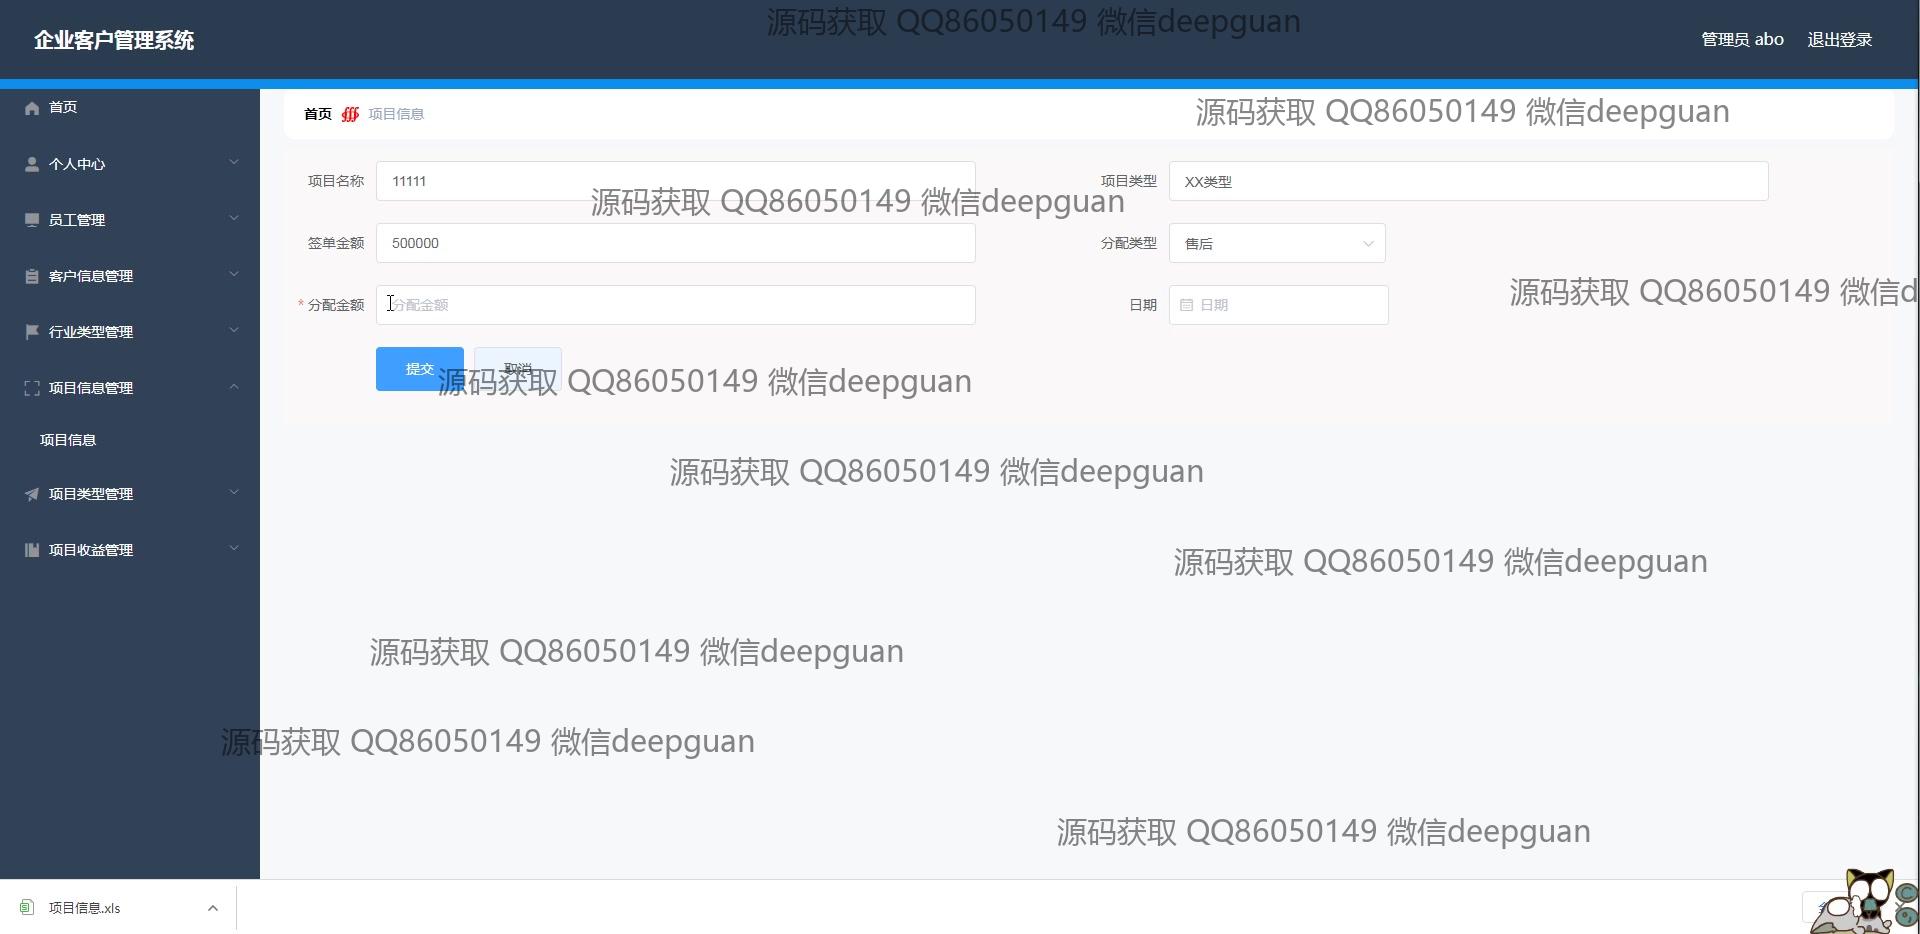 源码获取 QQ86050149 微信deepguan
企业客户管理系统
管理员 abo
退出登录
首页
首页 项目信息
源码获取 QQ86050149 微信deepguan
个人中心
项目名称 11111
项目类型 XX类型
源码获取 QQ86050149 微信deepguan
员工管理
签单金额 500000
分配类型 售后
客户信息管理
* 分配金额 分配金额
日期 日期
源码获取 QQ86050149 微信d
行业类型管理
提交 取消
源码获取 QQ86050149 微信deepguan
项目信息管理
项目信息
源码获取 QQ86050149 微信deepguan
项目类型管理
项目收益管理
源码获取 QQ86050149 微信deepguan
源码获取 QQ86050149 微信deepguan
源码获取 QQ86050149 微信deepguan
源码获取 QQ86050149 微信deepguan
项目信息.xls